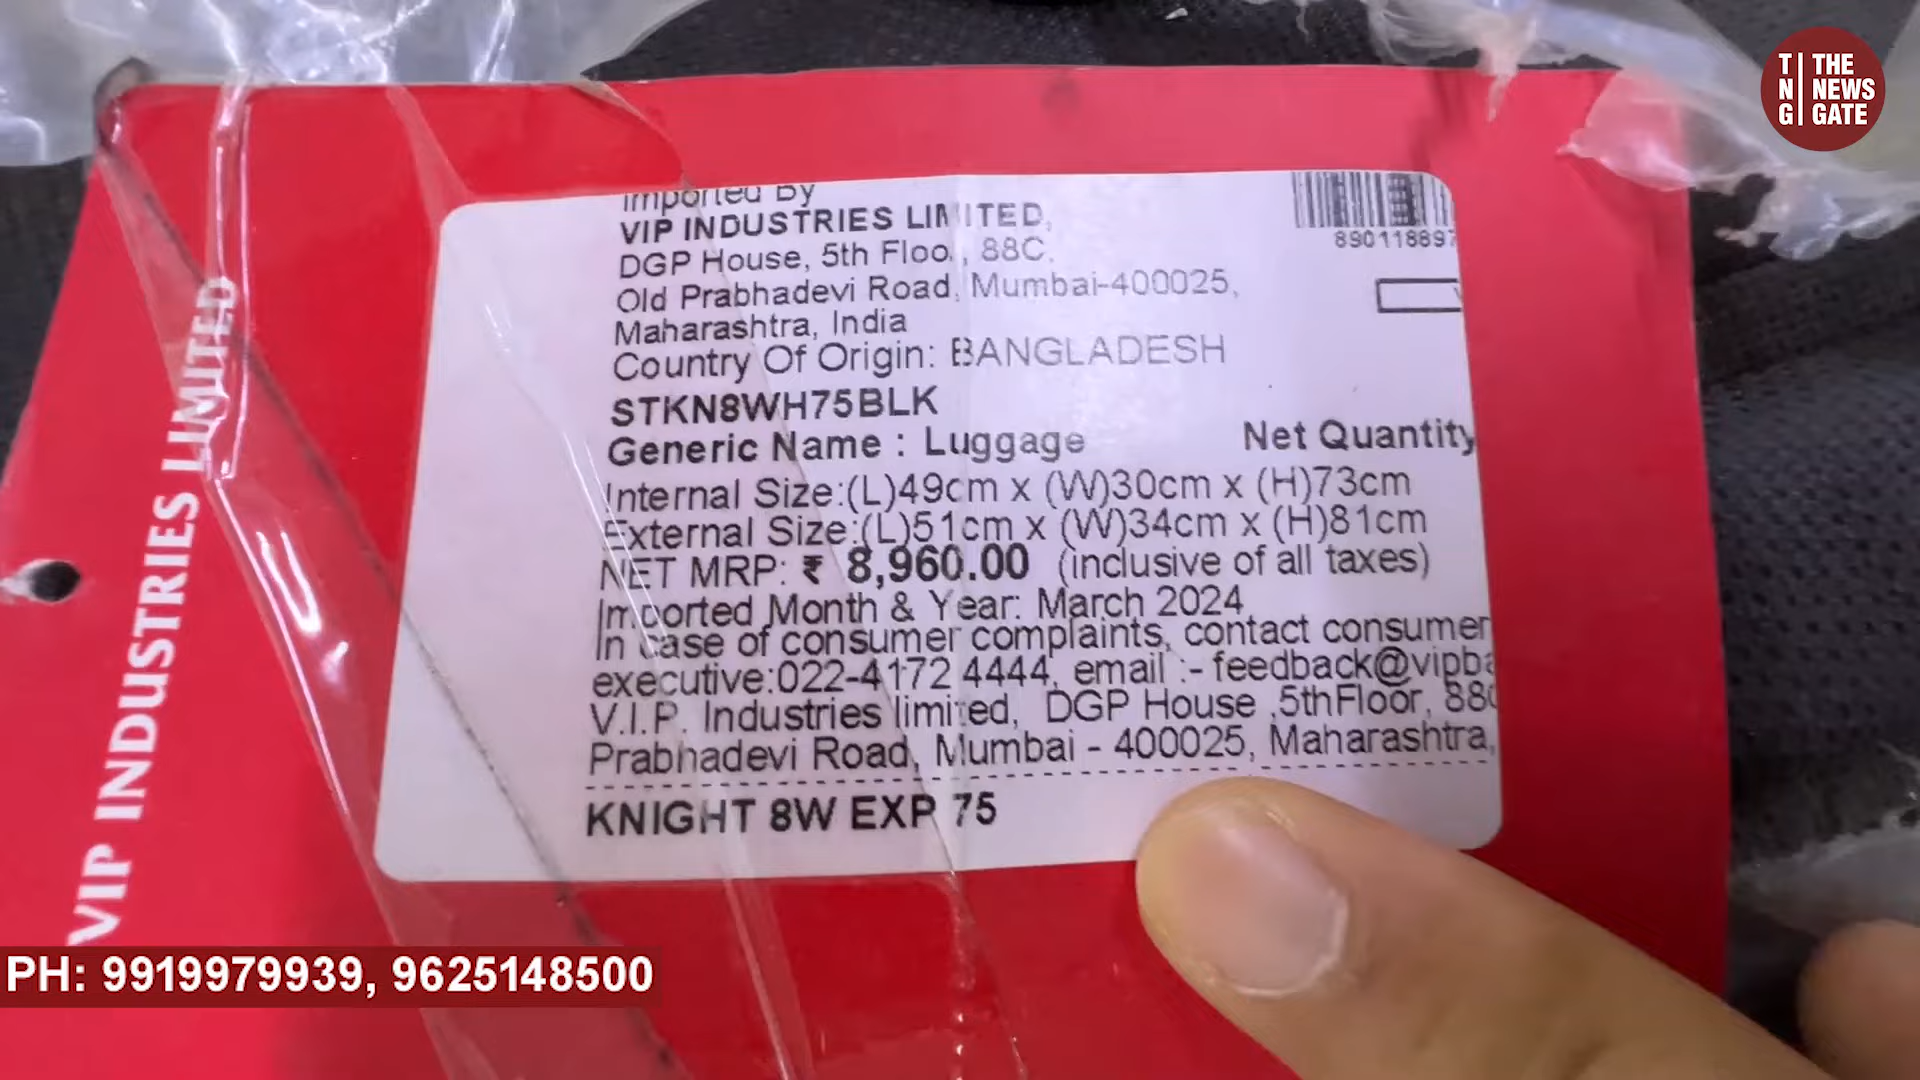 T N G THE NEWS GATE
Imported By
VIP INDUSTRIES LIMITED,
DGP House, 5th Floor, 88C,
Old Prabhadevi Road, Mumbai-400025,
Maharashtra, India
Country Of Origin: BANGLADESH
890118897
STKN8WH75BLK
Generic Name : Luggage Net Quantity
Internal Size:(L)49cm x (W)30cm x (H)73cm
External Size:(L)51cm x (W)34cm x (H)81cm
NET MRP: ₹ 8,960.00 (inclusive of all taxes)
Imported Month & Year: March 2024
In case of consumer complaints, contact consumer
executive:022-4172 4444, email :- feedback@vipba
V.I.P. Industries limited, DGP House ,5thFloor, 88C
Prabhadevi Road, Mumbai - 400025, Maharashtra,
KNIGHT 8W EXP 75
VIP INDUSTRIES LIMITED
PH: 9919979939, 9625148500